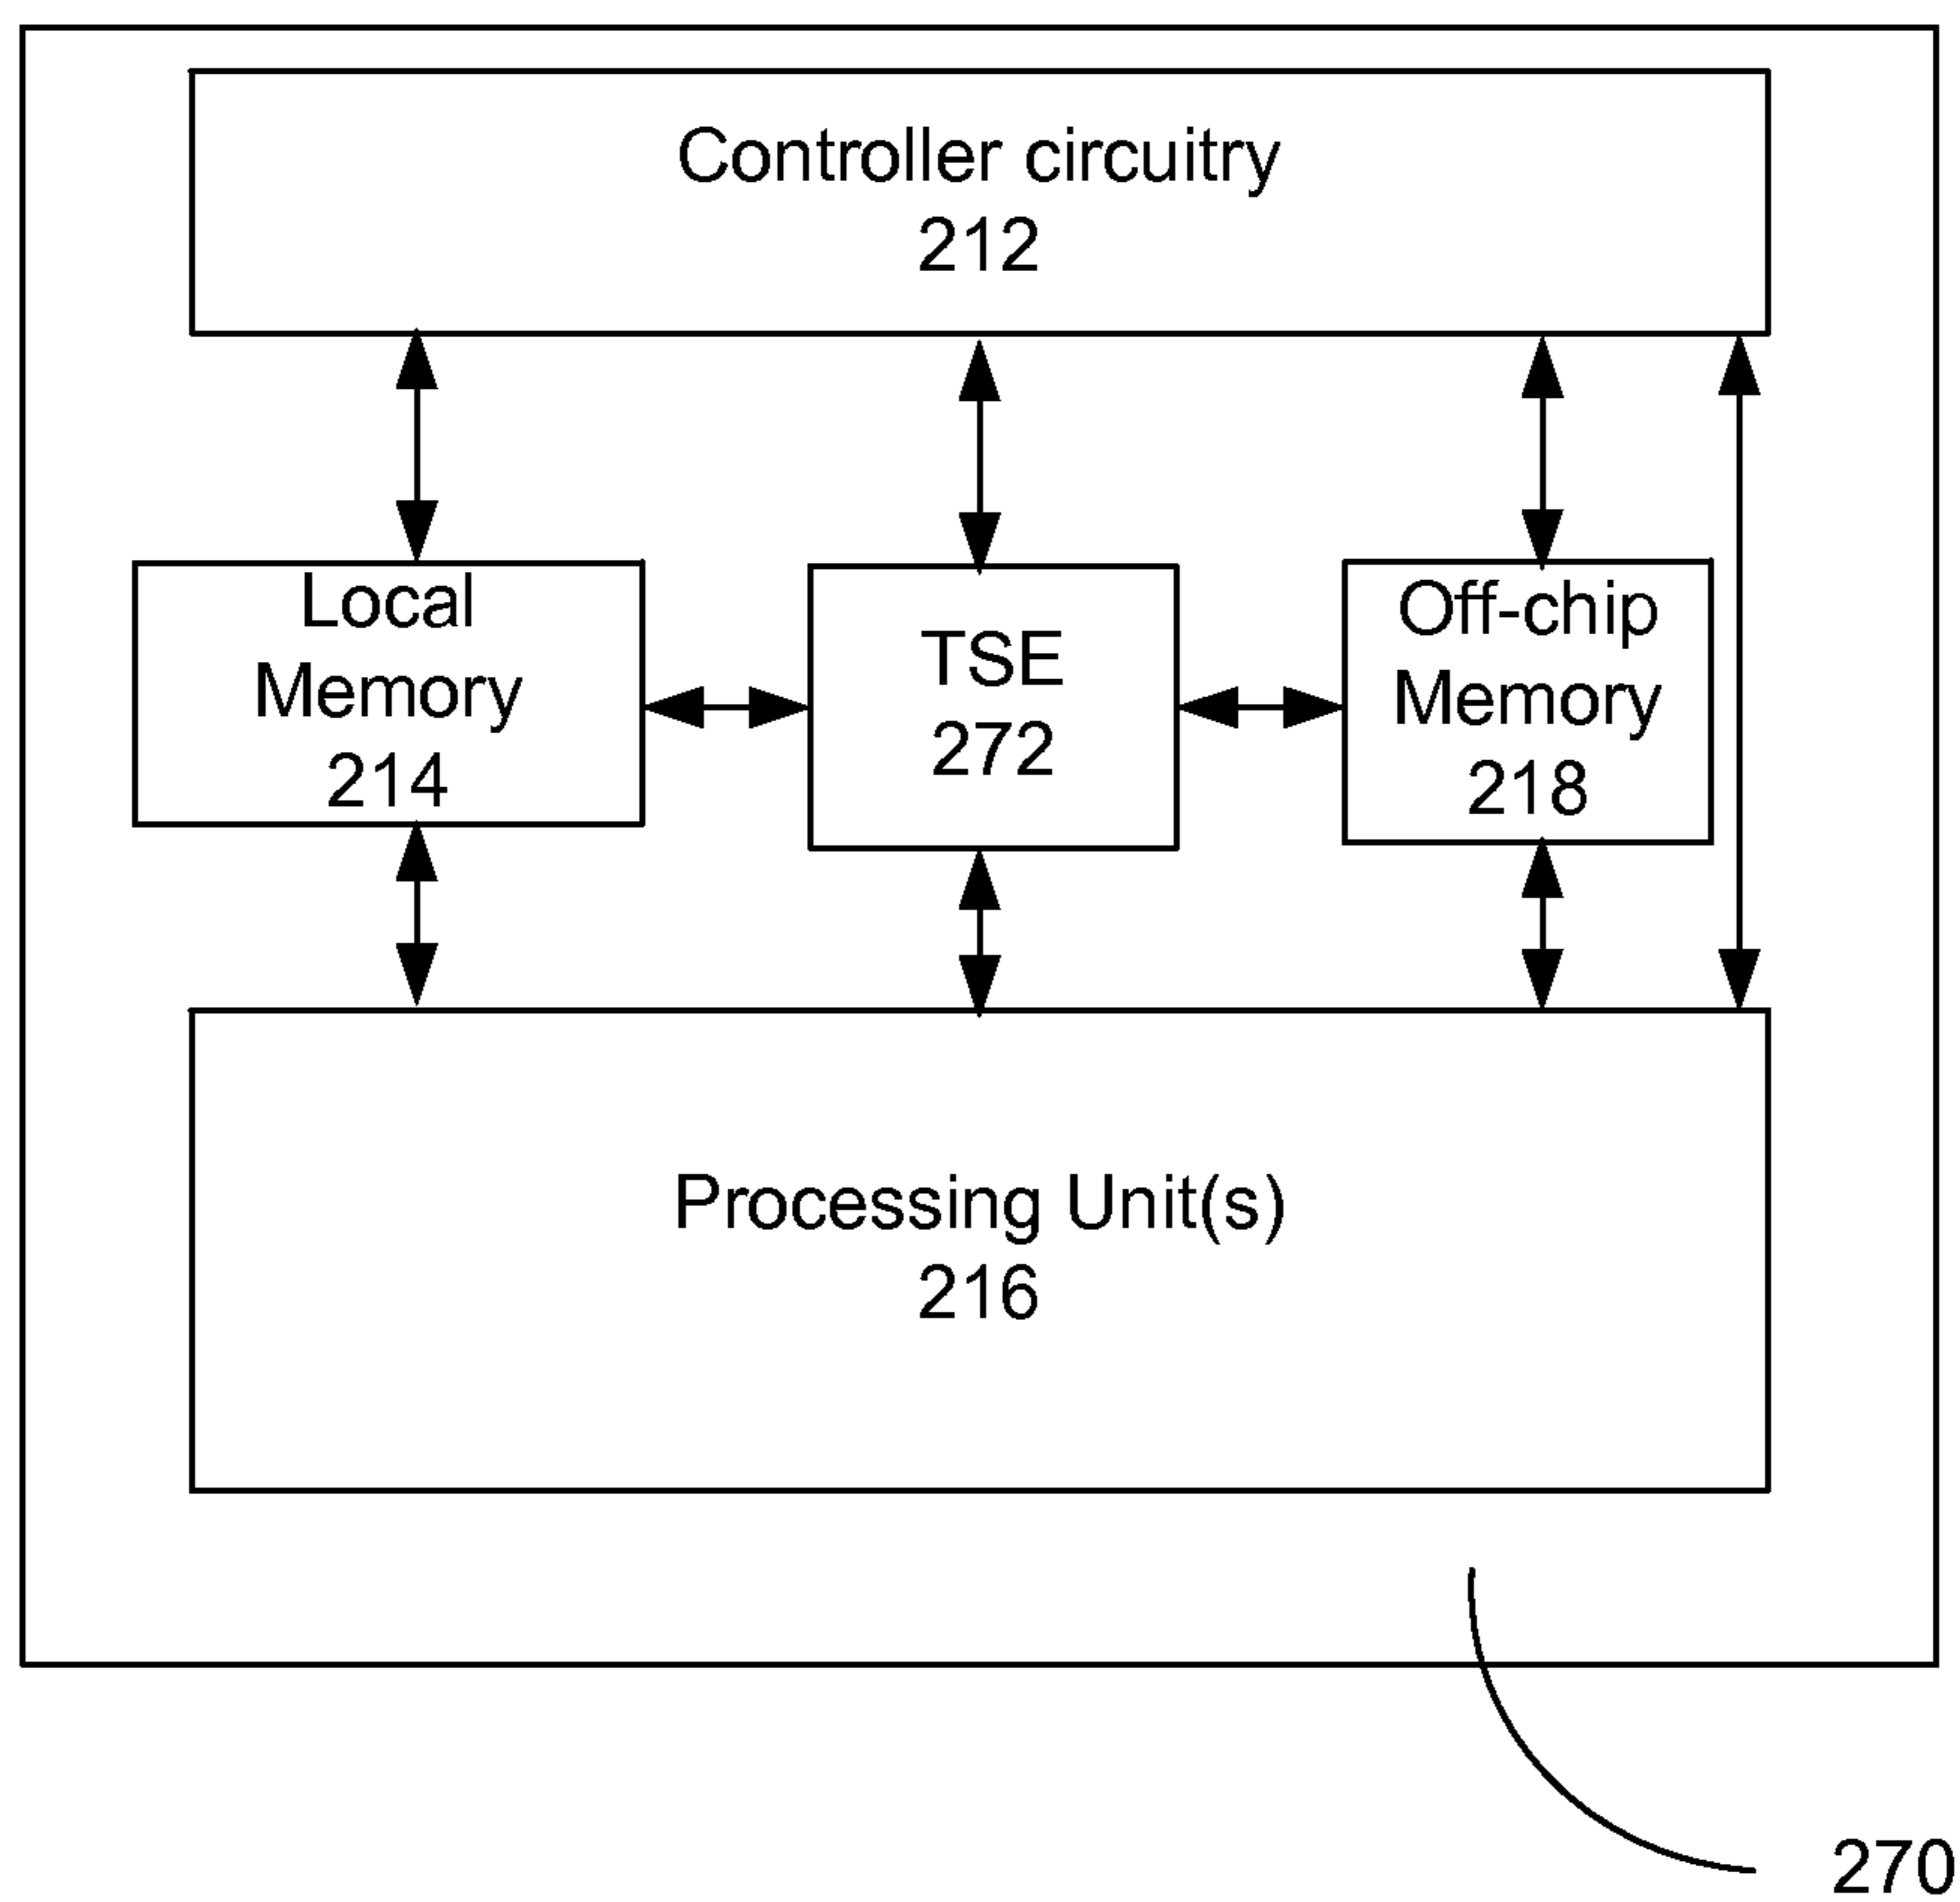 Controller circuitry
212
Local
Memory
214
TSE
272
Off-chip
Memory
218
Processing Unit(s)
216
270